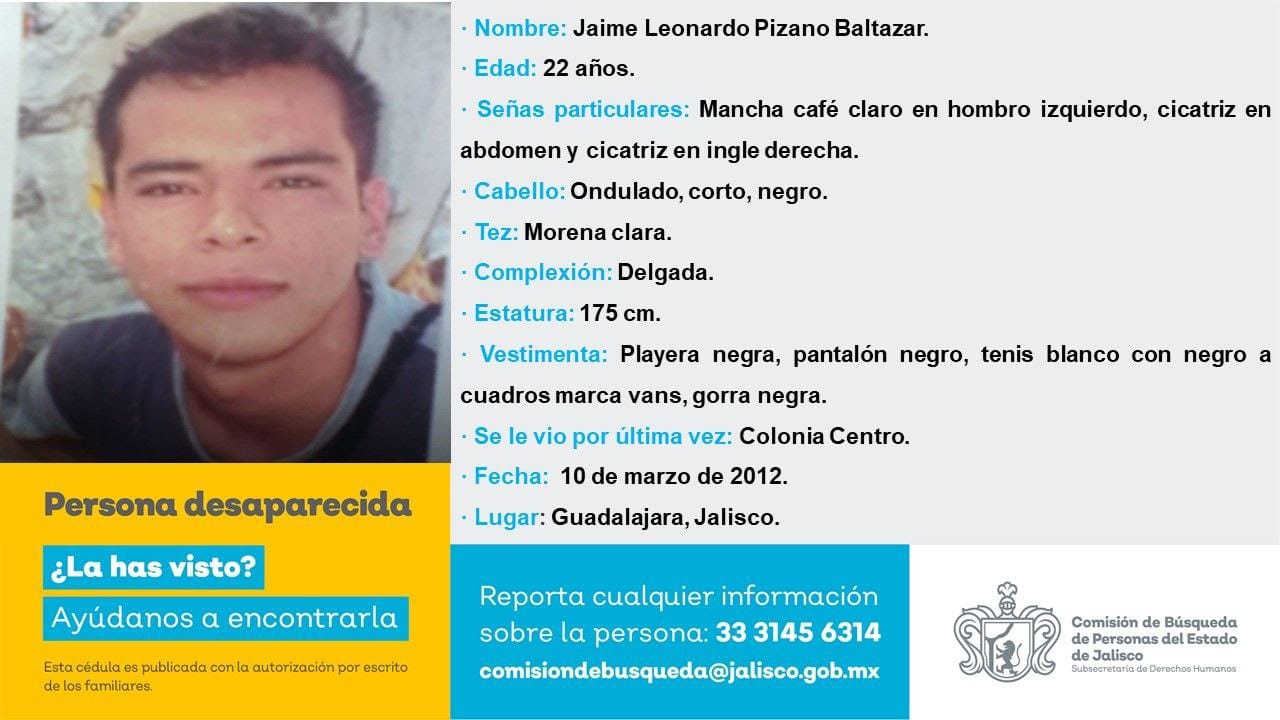 · Nombre: Jaime Leonardo Pizano Baltazar.
· Edad: 22 años.
· Señas particulares: Mancha café claro en hombro izquierdo, cicatriz en
abdomen y cicatriz en ingle derecha.
· Cabello: Ondulado, corto, negro.
· Tez: Morena clara.
· Complexión: Delgada.
· Estatura: 175 cm.
· Vestimenta: Playera negra, pantalón negro, tenis blanco con negro a
cuadros marca vans, gorra negra.
· Se le vio por última vez: Colonia Centro.
· Fecha: 10 de marzo de 2012.
· Lugar: Guadalajara, Jalisco.
Persona desaparecida
¿La has visto?
Ayúdanos a encontrarla
Esta cédula es publicada con la autorización por escrito
de los familiares.
Reporta cualquier información
sobre la persona: 33 3145 6314
comisiondebusqueda@jalisco.gob.mx
Comisión de Búsqueda
de Personas del Estado
de Jalisco
Subsecretaría de Derechos Humanos